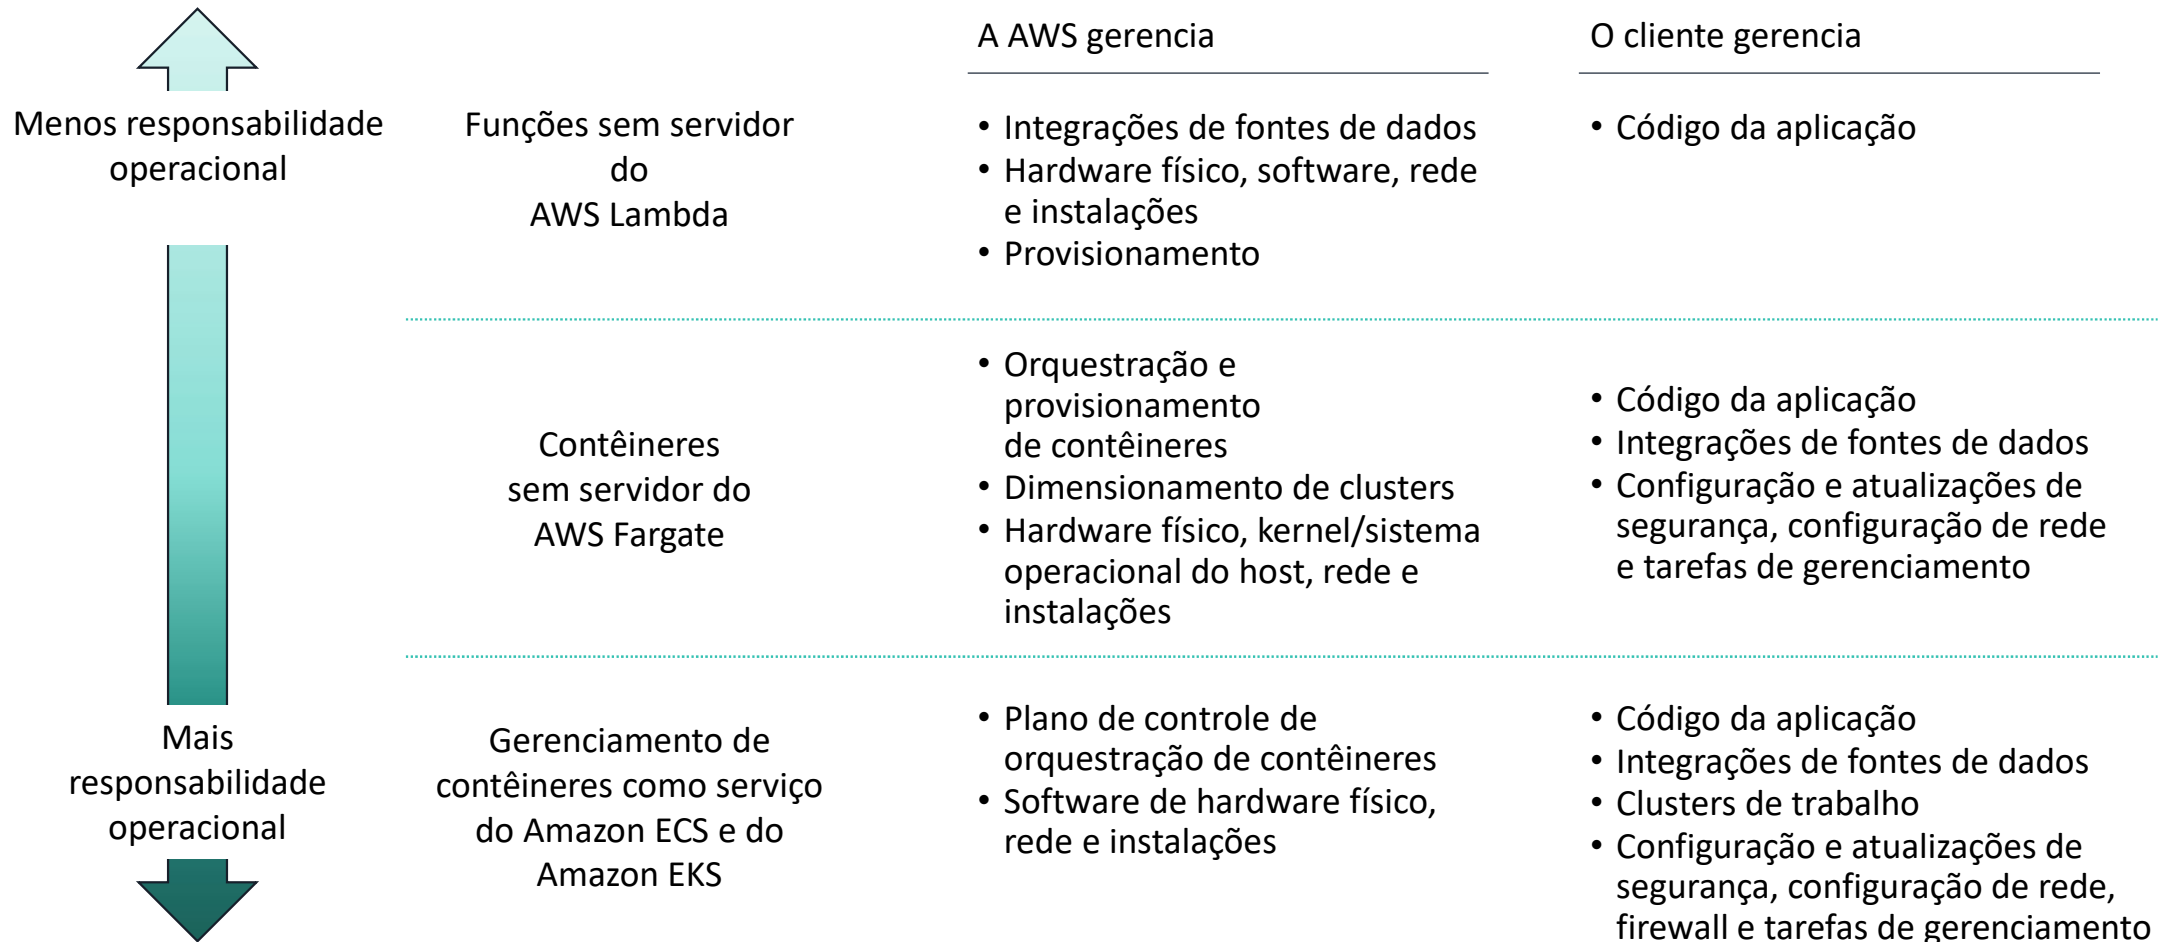 A AWS gerencia
O cliente gerencia
Menos responsabilidade
operacional
Funções sem servidor
do
AWS Lambda
• Integrações de fontes de dados
• Hardware físico, software, rede
e instalações
• Provisionamento
• Código da aplicação
Contêineres
sem servidor do
AWS Fargate
• Orquestração e
provisionamento
de contêineres
• Dimensionamento de clusters
• Hardware físico, kernel/sistema
operacional do host, rede e
instalações
• Código da aplicação
• Integrações de fontes de dados
• Configuração e atualizações de
segurança, configuração de rede
e tarefas de gerenciamento
Mais
responsabilidade
operacional
Gerenciamento de
contêineres como serviço
do Amazon ECS e do
Amazon EKS
• Plano de controle de
orquestração de contêineres
• Software de hardware físico,
rede e instalações
• Código da aplicação
• Integrações de fontes de dados
• Clusters de trabalho
• Configuração e atualizações de
segurança, configuração de rede,
firewall e tarefas de gerenciamento